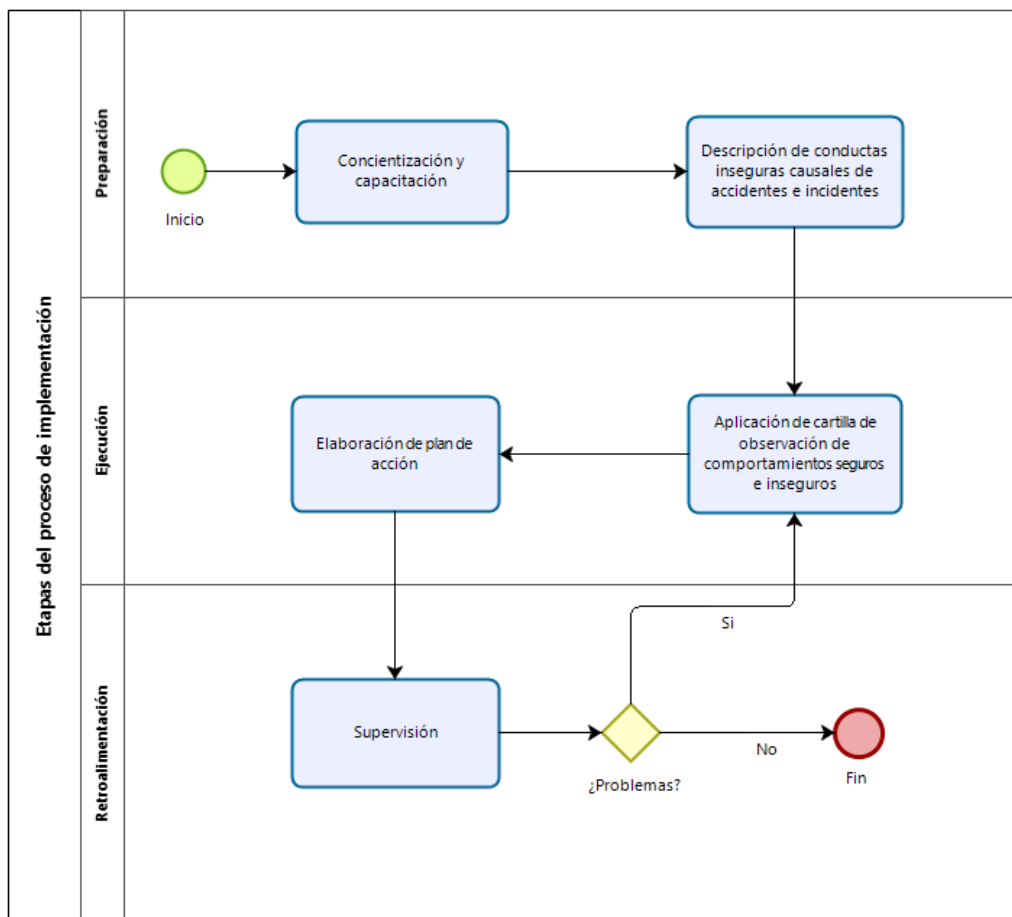 Etapas del proceso de implementación
Preparación
Inicio
Concientización y
capacitación
Descripción de conductas
inseguras causales de
accidentes e incidentes
Ejecución
Elaboración de plan de
acción
Aplicación de cartilla de
observación de
comportamientos seguros
e inseguros
Retroalimentación
Supervisión
¿Problemas?
Si
No
Fin